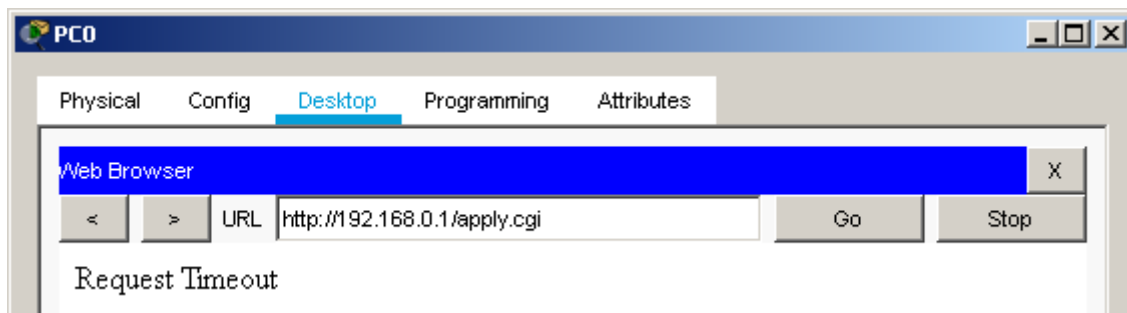 PC0
Physical Config Desktop Programming Attributes
Web Browser
X
< > URL http://192.168.0.1/apply.cgi Go Stop
Request Timeout